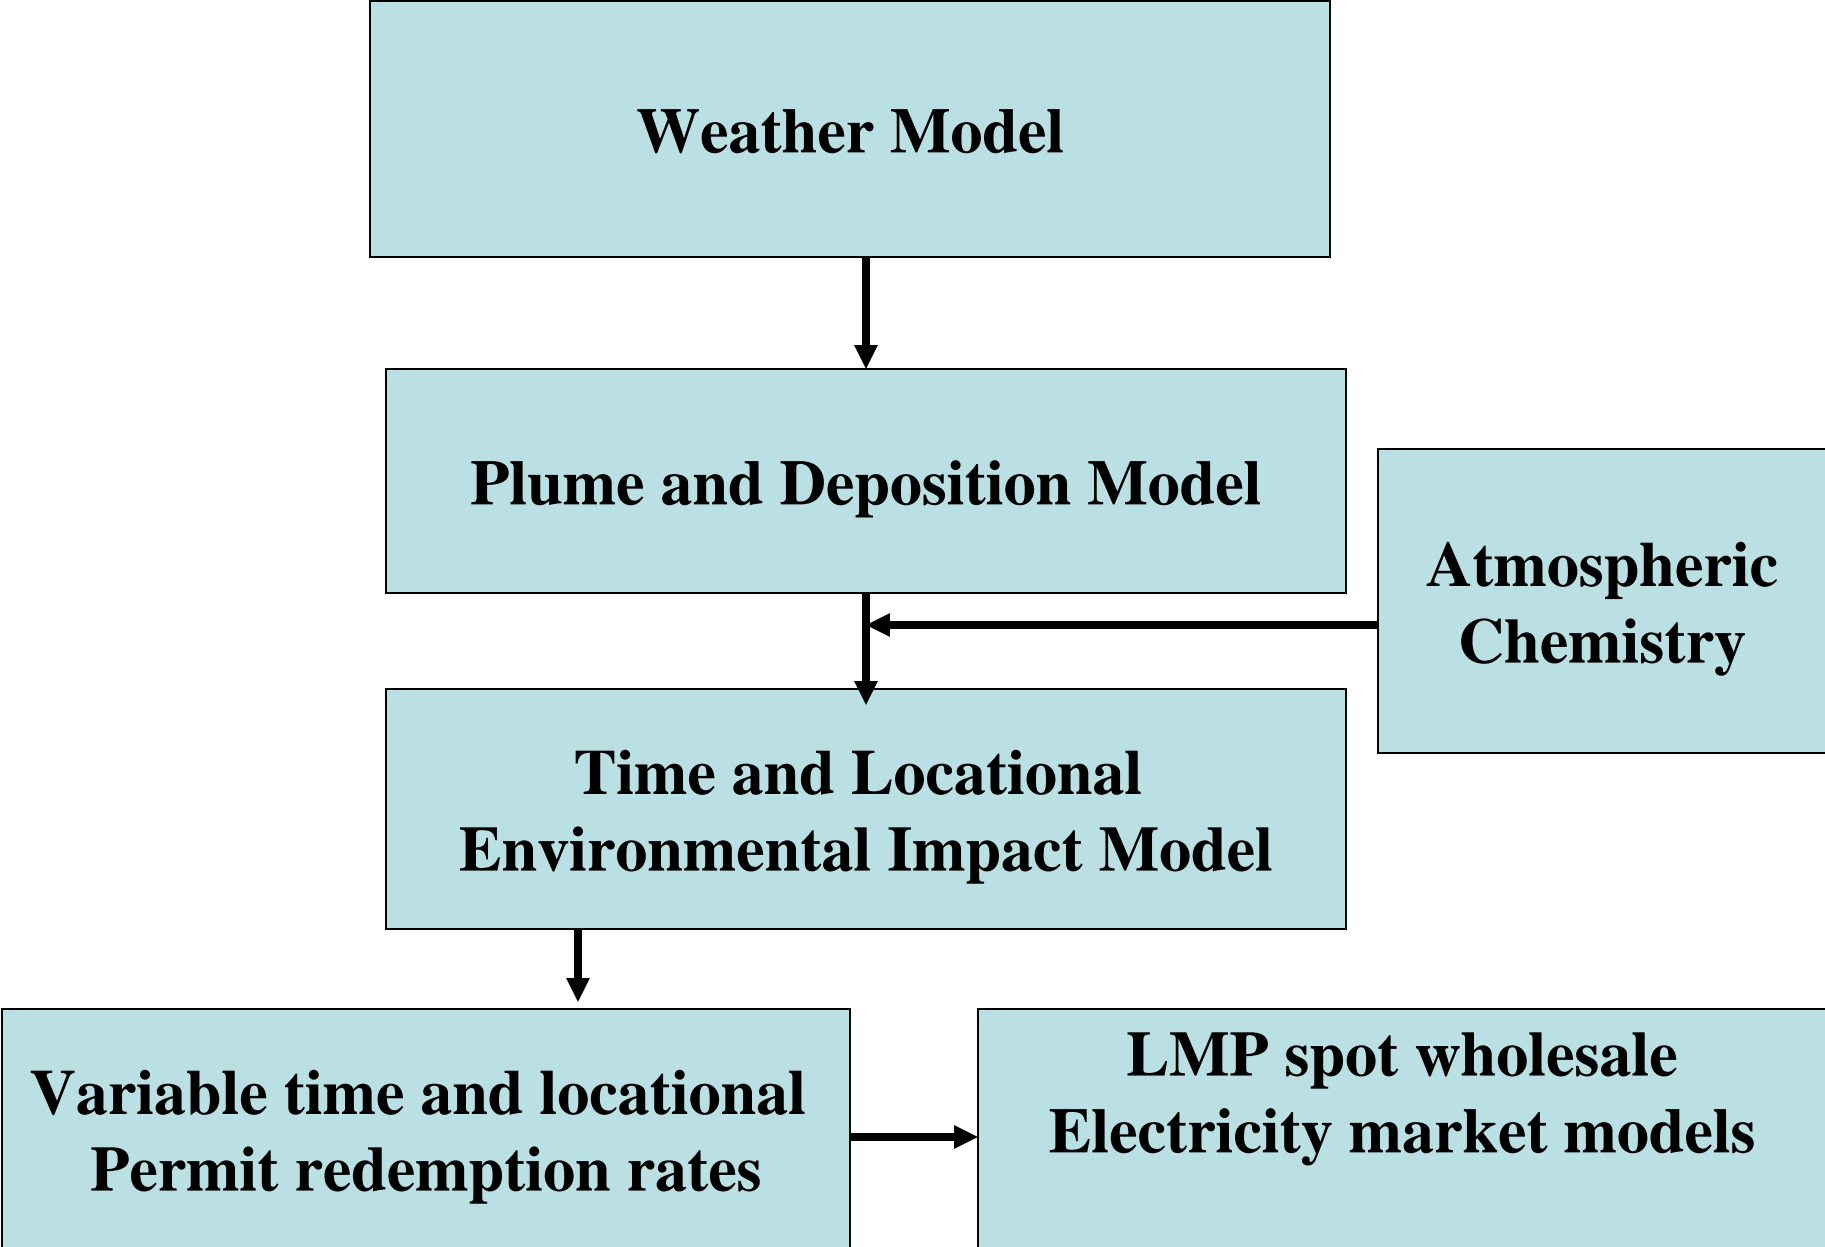 Weather Model
Plume and Deposition Model
Atmospheric
Chemistry
Time and Locational
Environmental Impact Model
Variable time and locational
Permit redemption rates
LMP spot wholesale
Electricity market models